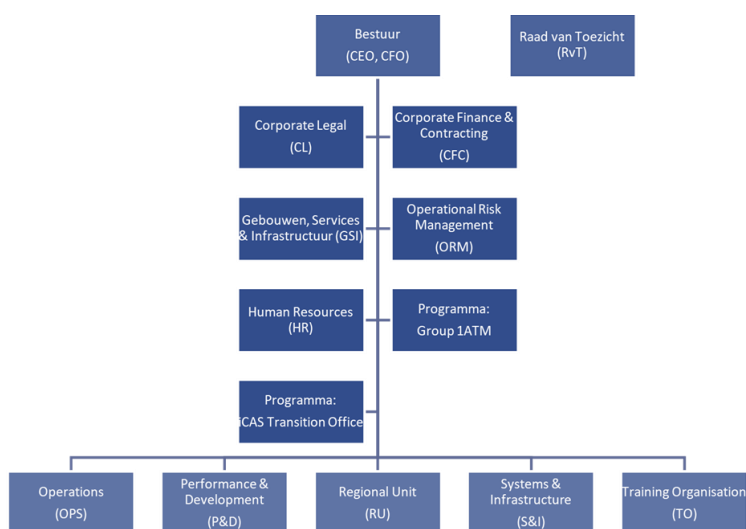 Bestuur
(CEO, CFO)
Raad van Toezicht
(RvT)
Corporate Legal
(CL)
Corporate Finance &
Contracting
(CFC)
Gebouwen, Services
& Infrastructuur (GSI)
Operational Risk
Management
(ORM)
Human Resources
(HR)
Programma:
Group 1ATM
Programma:
iCAS Transition Office
Operations
(OPS)
Performance &
Development
(P&D)
Regional Unit
(RU)
Systems &
Infrastructure
(S&I)
Training Organisation
(TO)